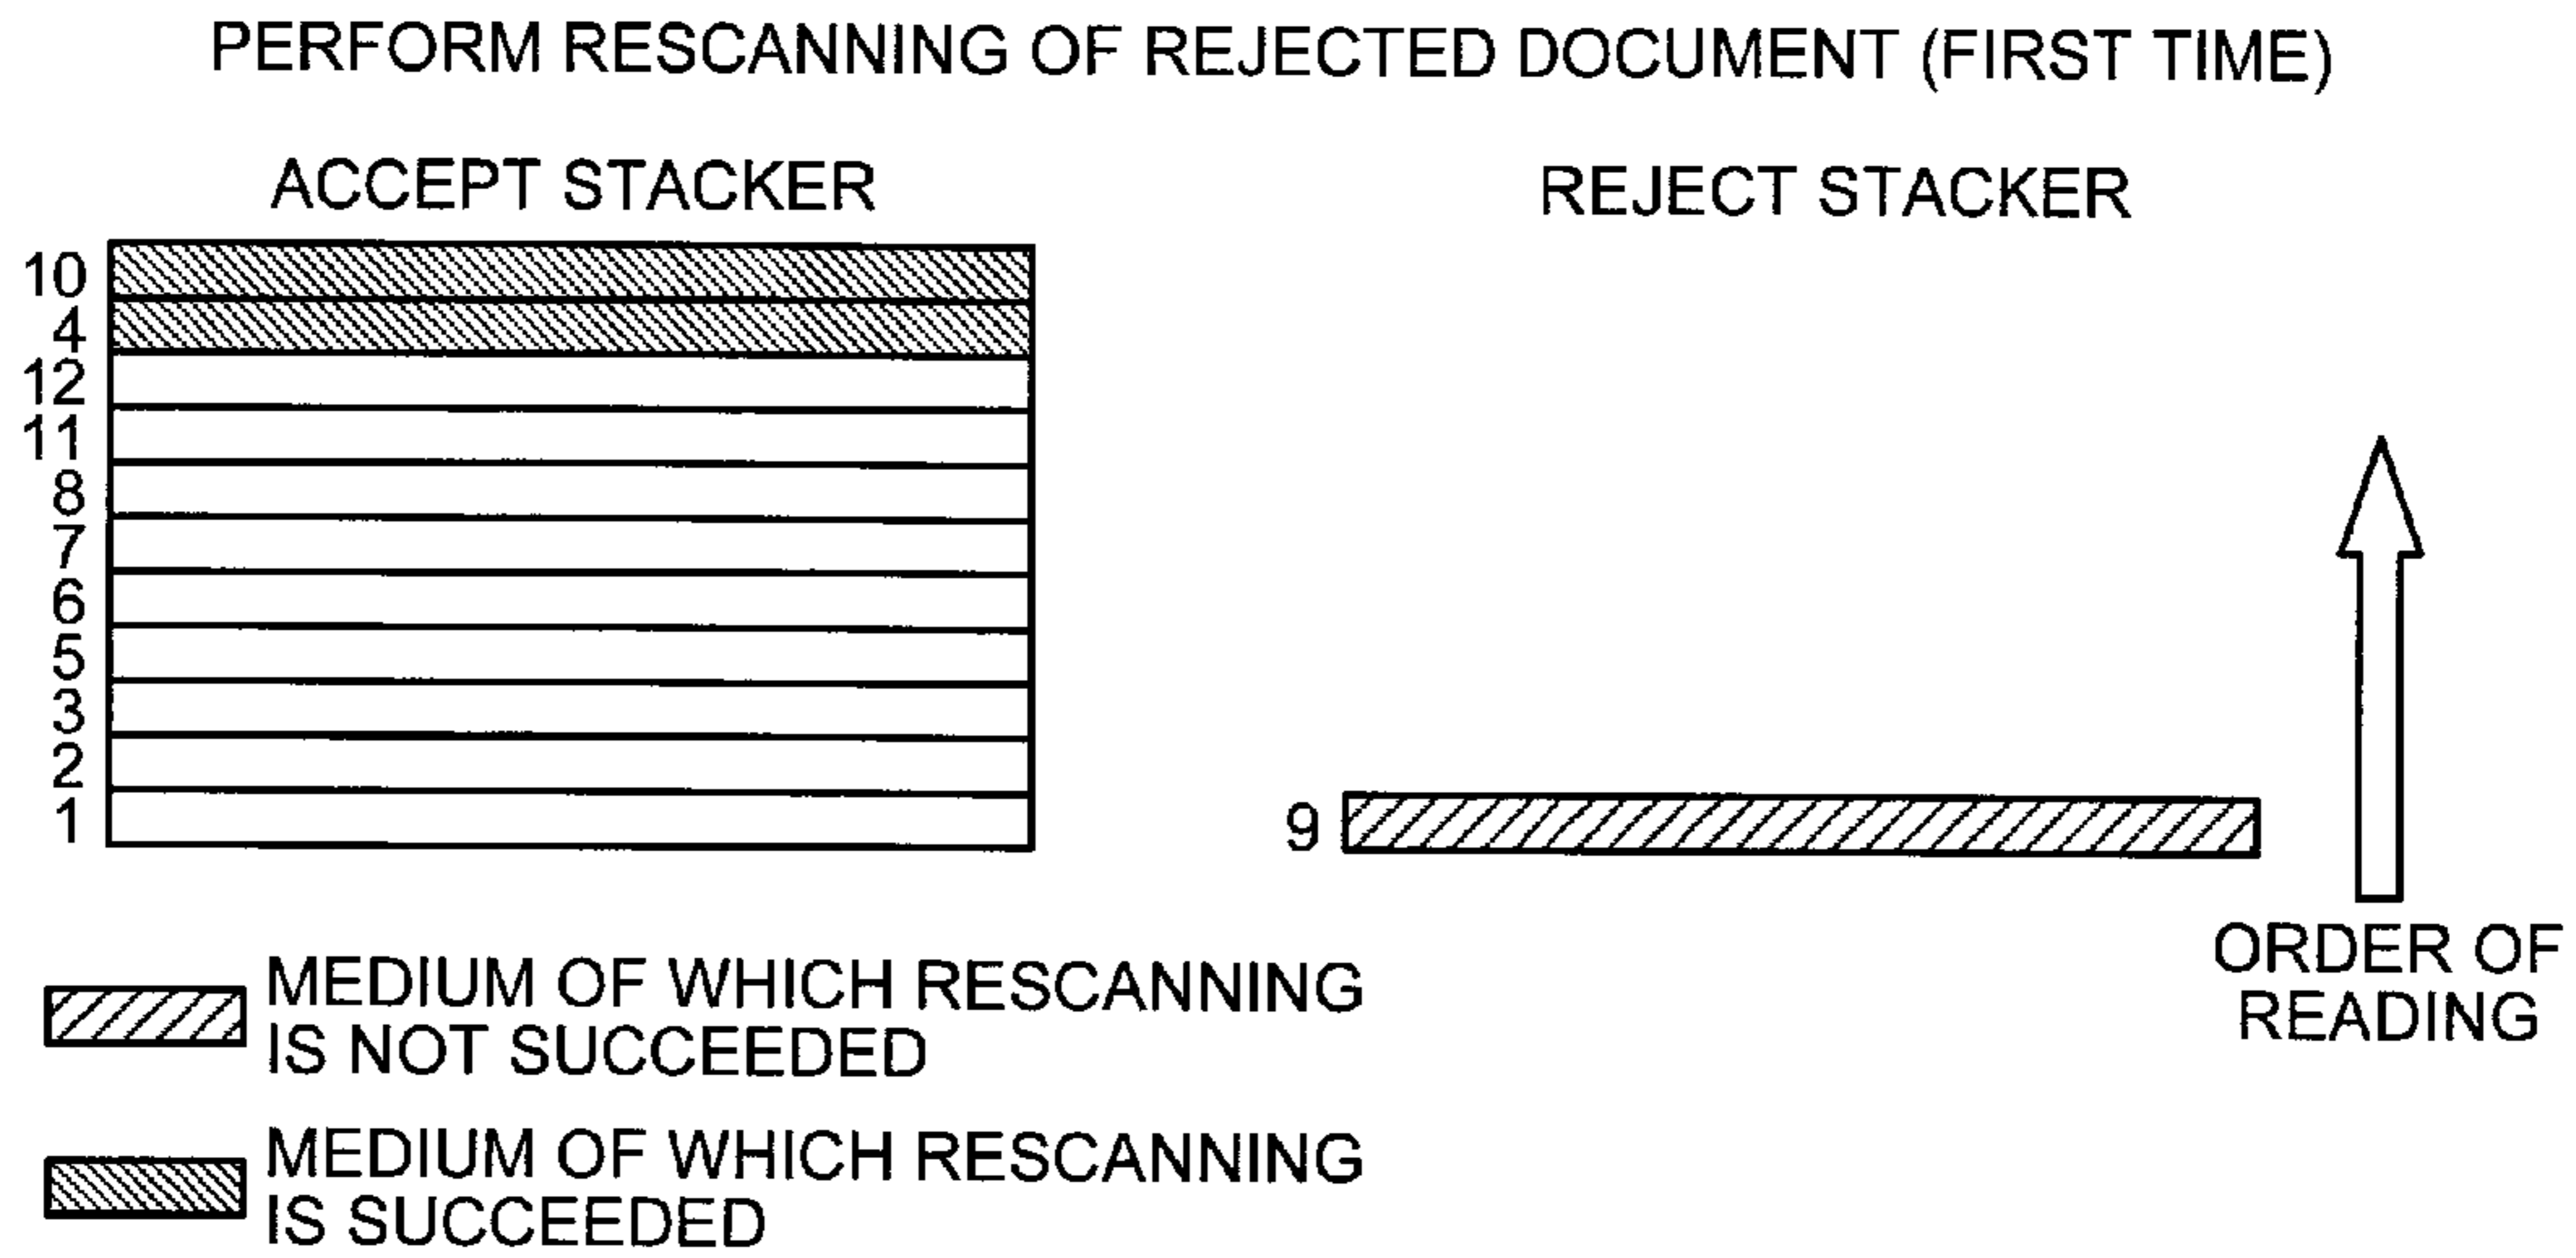 PERFORM RESCANNING OF REJECTED DOCUMENT (FIRST TIME)
ACCEPT STACKER
REJECT STACKER
10
4
12
11
8
7
6
5
3
2
1
9
ORDER OF
READING
MEDIUM OF WHICH RESCANNING
IS NOT SUCCEEDED
MEDIUM OF WHICH RESCANNING
IS SUCCEEDED